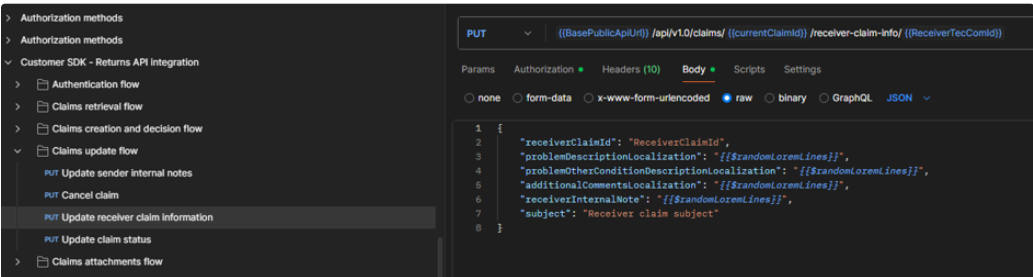 Authorization methods
Authorization methods
Customer SDK - Returns API integration
Authentication flow
Claims retrieval flow
Claims creation and decision flow
Claims update flow
PUT Update sender internal notes
PUT Cancel claim
PUT Update receiver claim information
PUT Update claim status
Claims attachments flow
PUT {{BasePublicApiUrl}} /api/v1.0/claims/ {{currentClaimId}} /receiver-claim-info/ {{ReceiverTecComId}}
Params Authorization Headers (10) Body Scripts Settings
none form-data x-www-form-urlencoded raw binary GraphQL JSON
1 {
2 "receiverClaimId": "ReceiverClaimId",
3 "problemDescriptionLocalization": "{{$randomLoremLines}}",
4 "problemOtherConditionDescriptionLocalization": "{{$randomLoremLines}}",
5 "additionalCommentsLocalization": "{{$randomLoremLines}}",
6 "receiverInternalNote": "{{$randomLoremLines}}",
7 "subject": "Receiver claim subject"
8 }